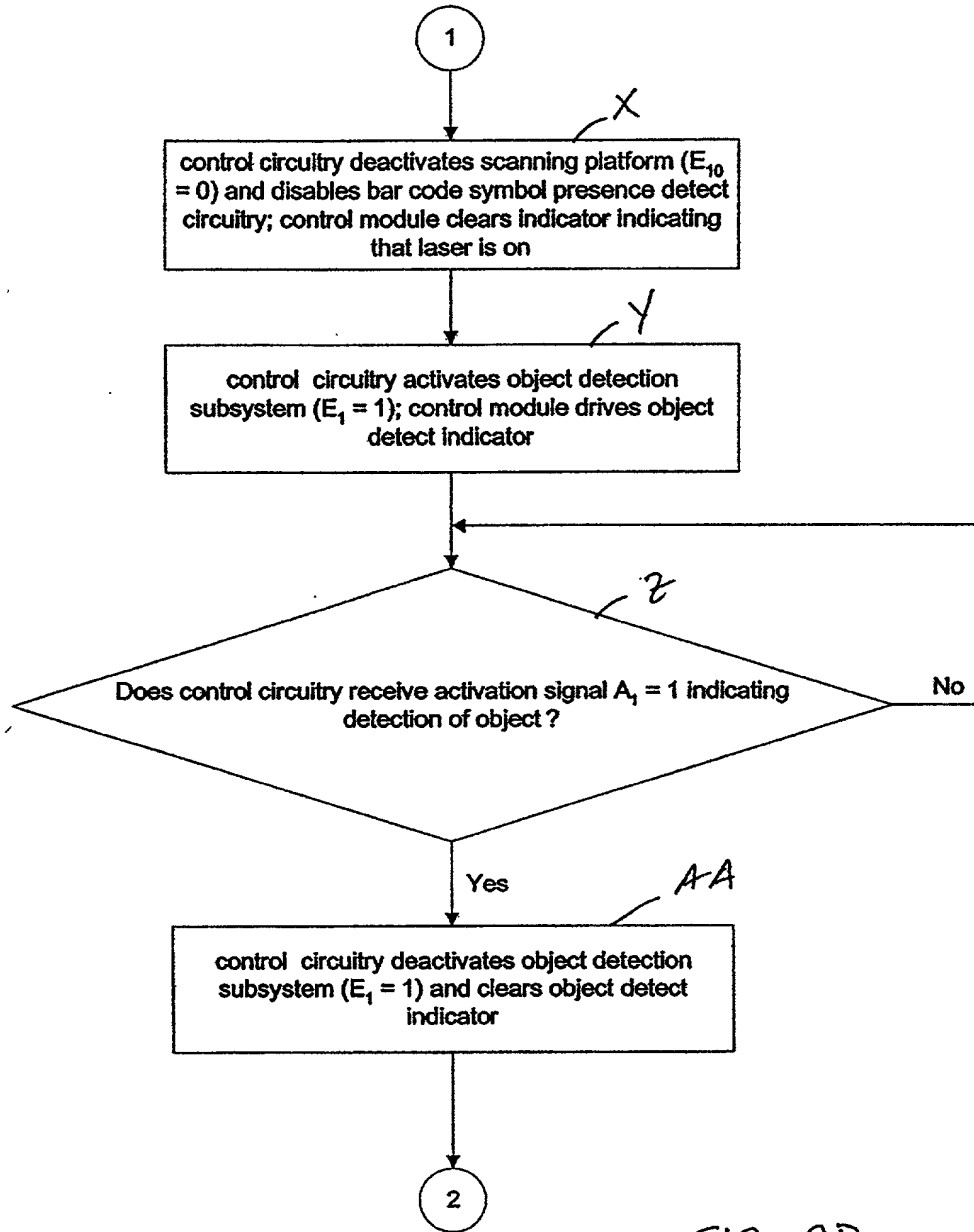 1
X
control circuitry deactivates scanning platform (E₁₀
= 0) and disables bar code symbol presence detect
circuitry; control module clears indicator indicating
that laser is on
Y
control circuitry activates object detection
subsystem (E₁ = 1); control module drives object
detect indicator
Z
Does control circuitry receive activation signal A₁ = 1 indicating
detection of object ?
No
Yes
AA
control circuitry deactivates object detection
subsystem (E₁ = 1) and clears object detect
indicator
2